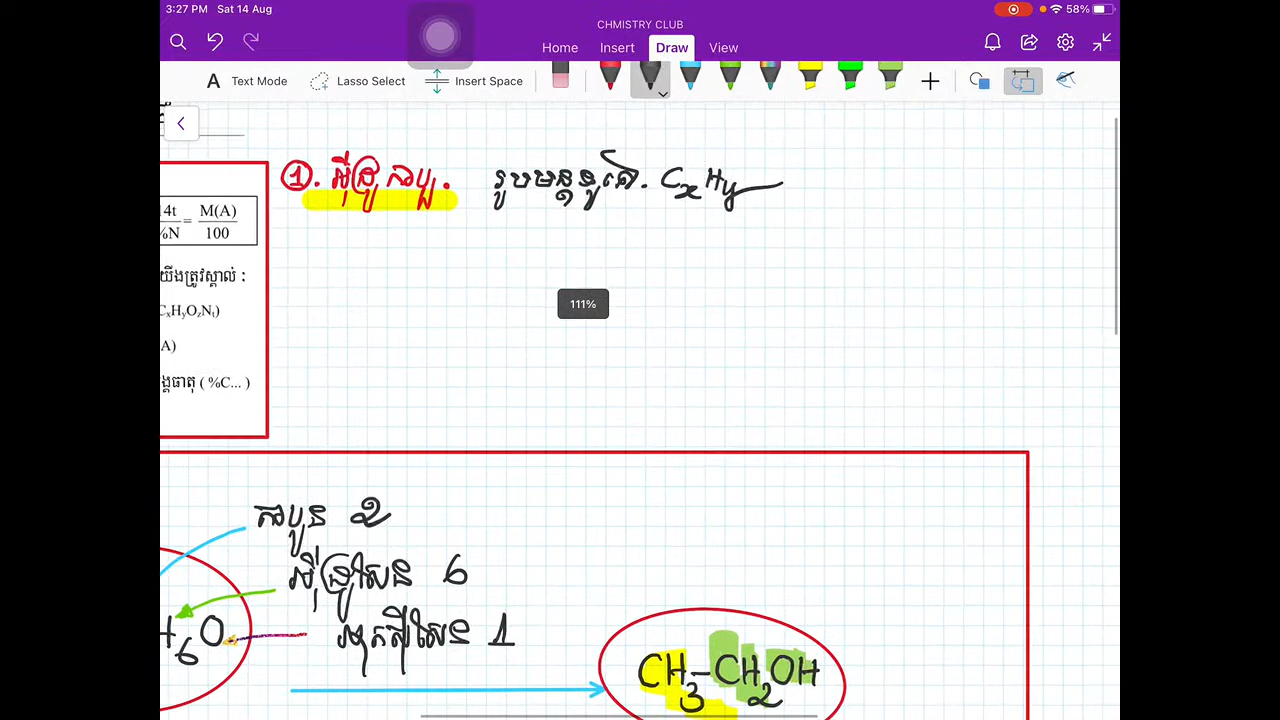 3:27 PM Sat 14 Aug
58%
CHMISTRY CLUB
Home Insert Draw View
A Text Mode Lasso Select Insert Space
①. អ៊ីដ្រូកាបួ. រូបមន្តទូទៅ. CxHy
14t M(A)
%N = 100
យើងត្រូវស្គាល់ :
CxHyOzNt)
111%
A)
ង្គធាតុ ( %C... )
កាបូន 2
អ៊ីដ្រូសែន 6
អុកស៊ីសែន 1
H6O
CH3-CH2OH